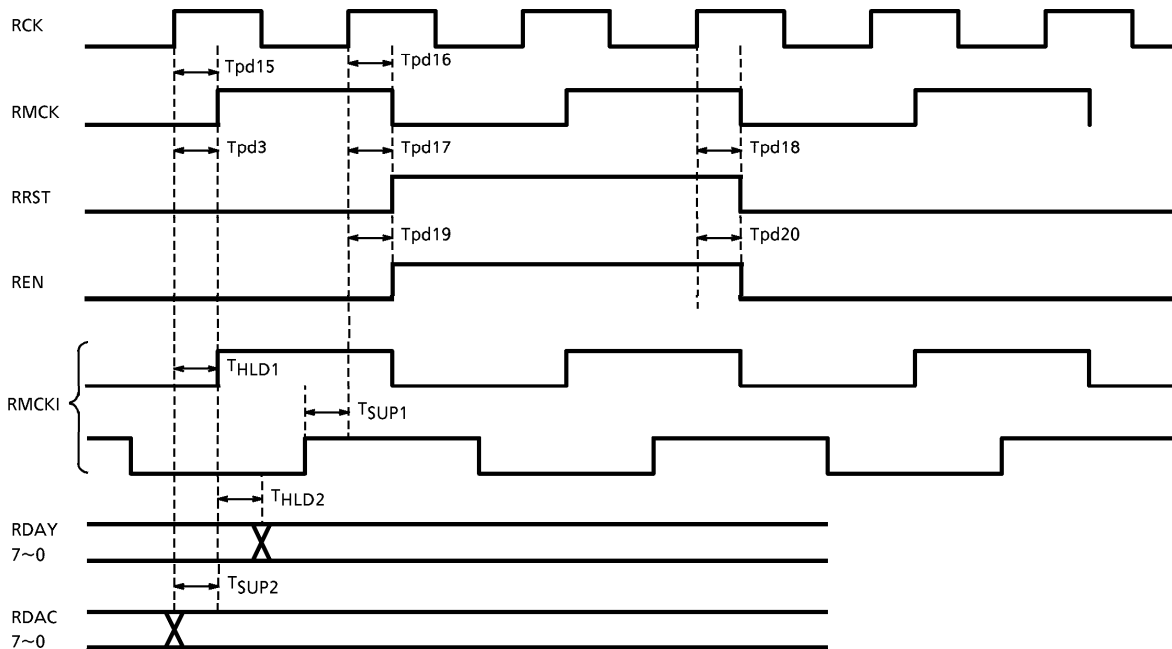 RCK
Tpd15 Tpd16
RMCK
Tpd3 Tpd17 Tpd18
RRST
Tpd19 Tpd20
REN
THLD1
RMCKI
TSUP1
THLD2
RDAY
7~0
TSUP2
RDAC
7~0